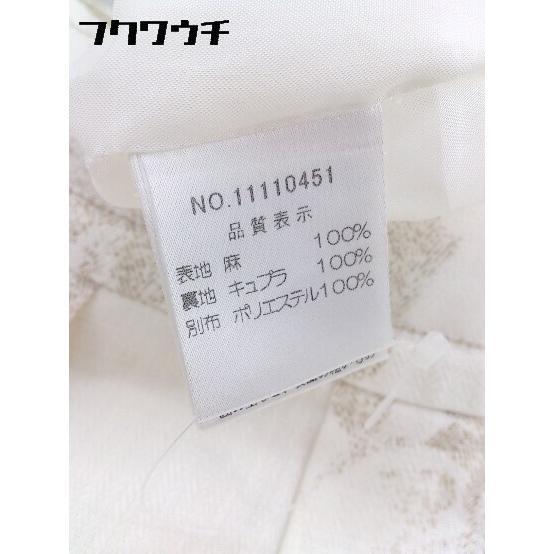 フクワウチ
NO.11110451
品質表示
表地 麻 100%
裏地 キュプラ 100%
別布 ポリエステル100%